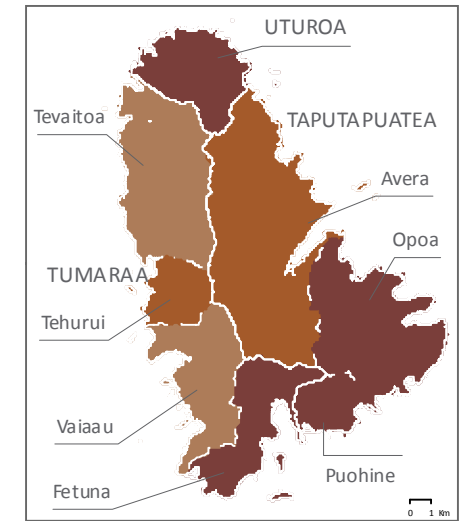 UTUROA
Tevaitoa
TAPUTAPUATEA
Avera
Opoa
TUMARAA
Tehurui
Vaiaau
Puohine
Fetuna
0 1 Km